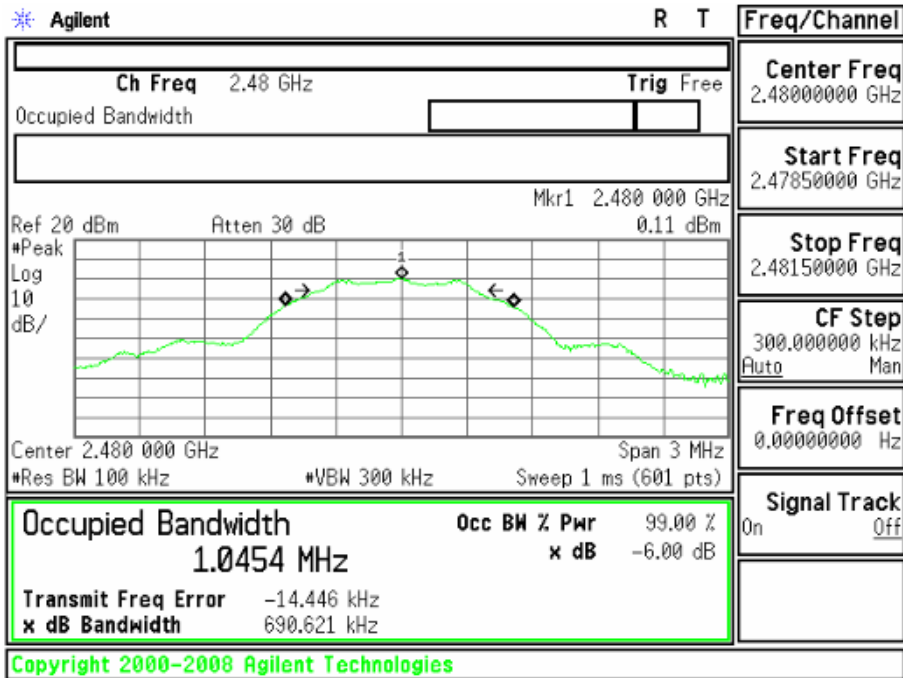 Agilent R T
Freq/Channel
Ch Freq 2.48 GHz Trig Free
Occupied Bandwidth
Center Freq
2.48000000 GHz
Start Freq
2.47850000 GHz
Stop Freq
2.48150000 GHz
CF Step
300.000000 kHz
Auto Man
Freq Offset
0.00000000 Hz
Signal Track
On Off
Mkr1 2.480 000 GHz
Ref 20 dBm Atten 30 dB 0.11 dBm
#Peak
Log
10
dB/
1
Center 2.480 000 GHz Span 3 MHz
#Res BW 100 kHz #VBW 300 kHz Sweep 1 ms (601 pts)
Occupied Bandwidth Occ BW % Pwr 99.00 %
1.0454 MHz x dB -6.00 dB
Transmit Freq Error -14.446 kHz
x dB Bandwidth 690.621 kHz
Copyright 2000-2008 Agilent Technologies